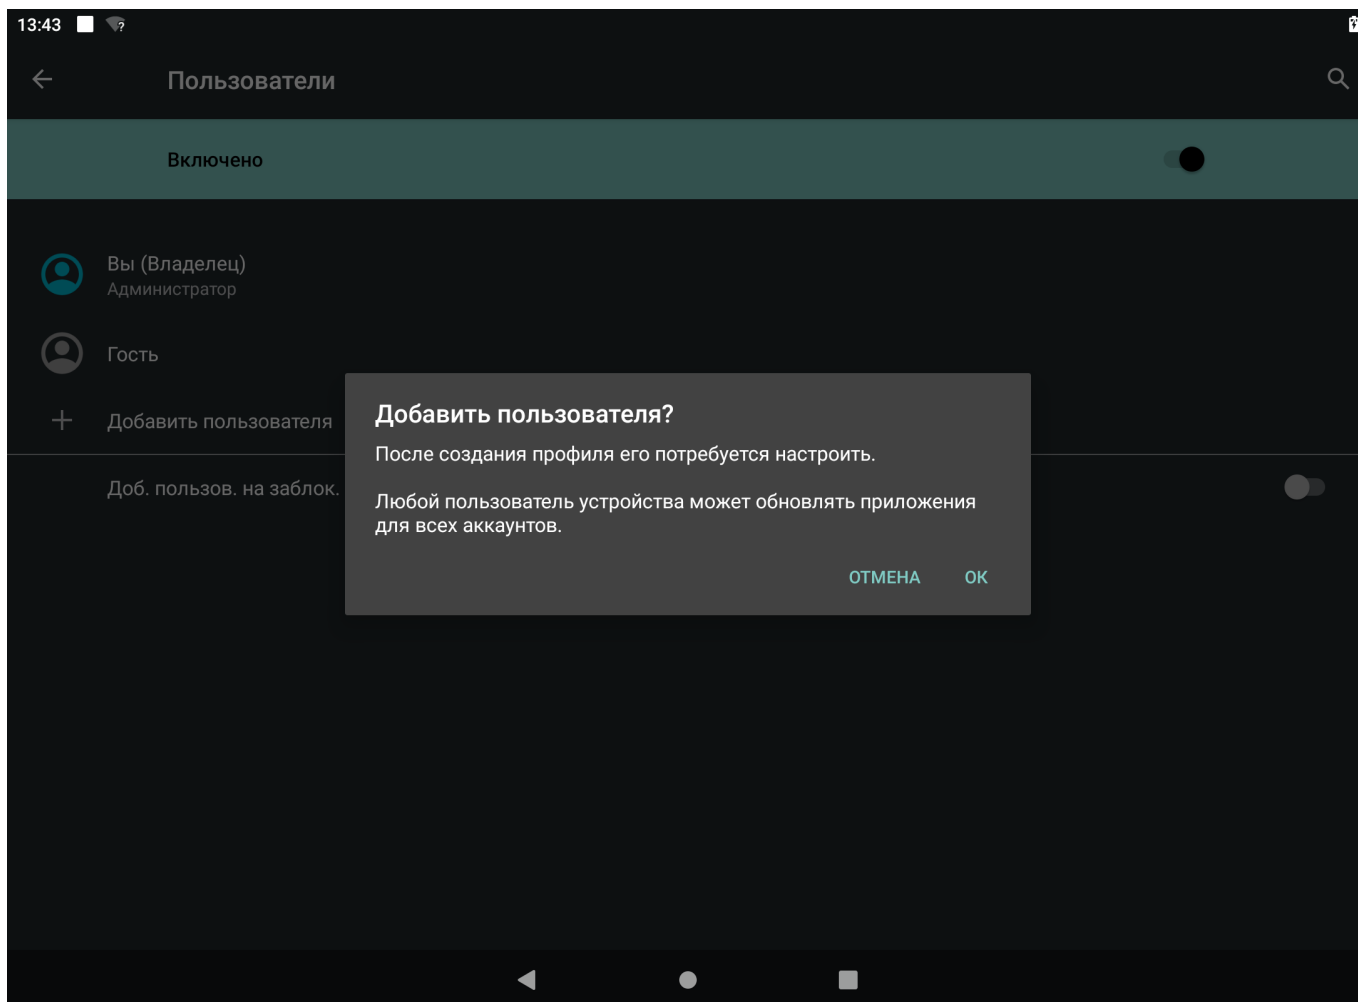 13:43
Пользователи
Включено
Вы (Владелец)
Администратор
Гость
Добавить пользователя
Доб. пользов. на заблок.
Добавить пользователя?
После создания профиля его потребуется настроить.
Любой пользователь устройства может обновлять приложения
для всех аккаунтов.
ОТМЕНА ОК